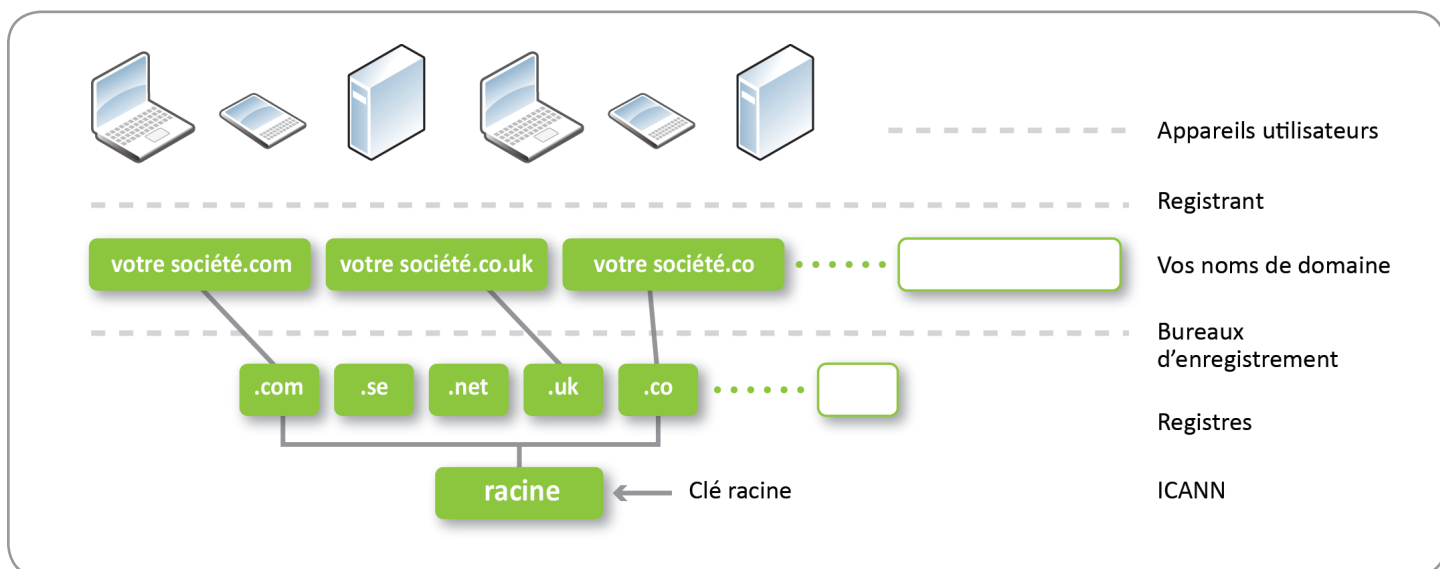 Appareils utilisateurs
Registrant
votre société.com
votre société.co.uk
votre société.co
Vos noms de domaine
Bureaux
d'enregistrement
.com
.se
.net
.uk
.co
Registres
racine
Clé racine
ICANN